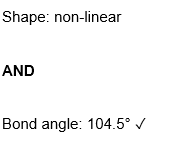 Shape: non-linear
AND
Bond angle: 104.5° ✓